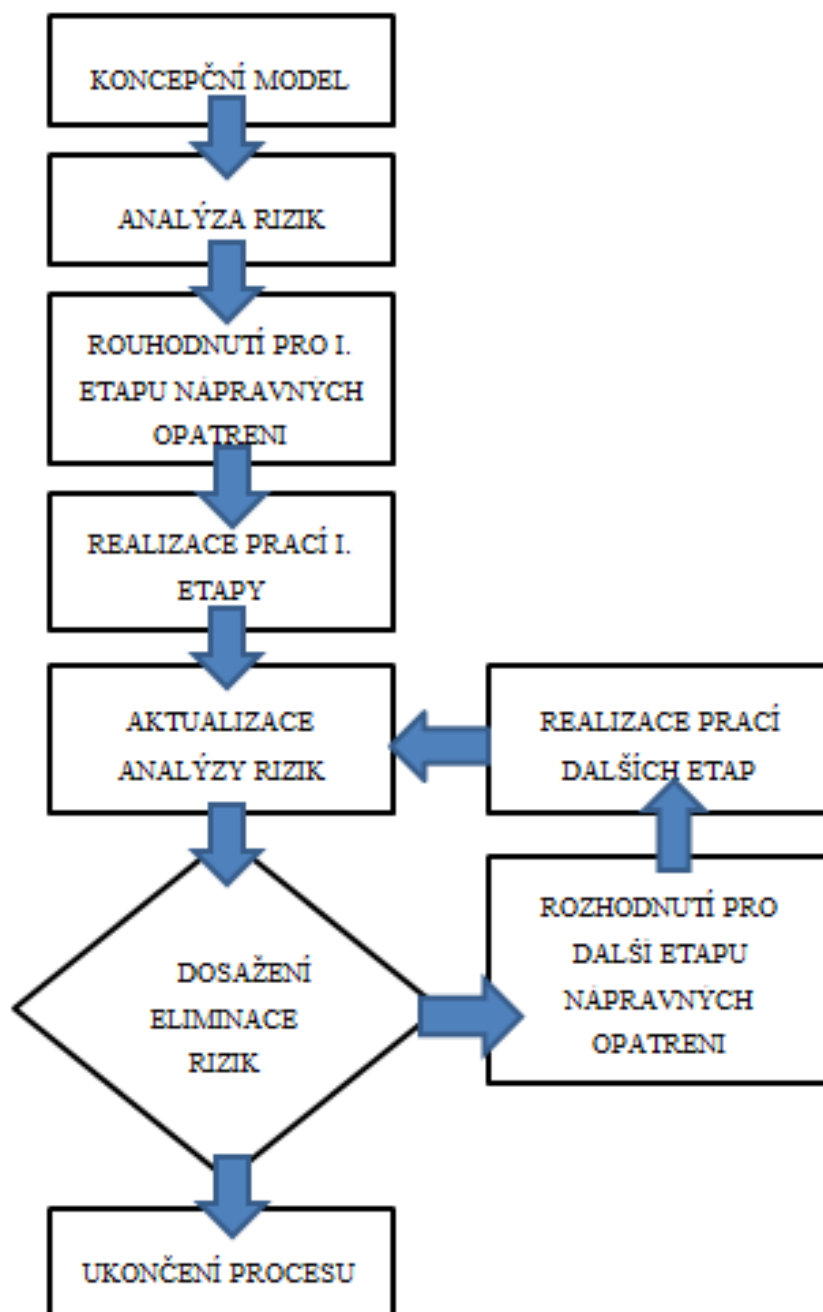 KONCEPČNÍ MODEL
ANALÝZA RIZIK
ROUHODNUTÍ PRO I.
ETAPU NÁPRAVNÝCH
OPATRENI
REALIZACE PRACÍ I.
ETAPY
AKTUALIZACE
ANALÝZY RIZIK
REALIZACE PRACÍ
DALŠÍCH ETAP
DOSAŽENÍ
ELIMINACE
RIZIK
ROZHODNUTÍ PRO
DALŠÍ ETAPU
NÁPRAVNÝCH
OPATRENI
UKONČENÍ PROCESU